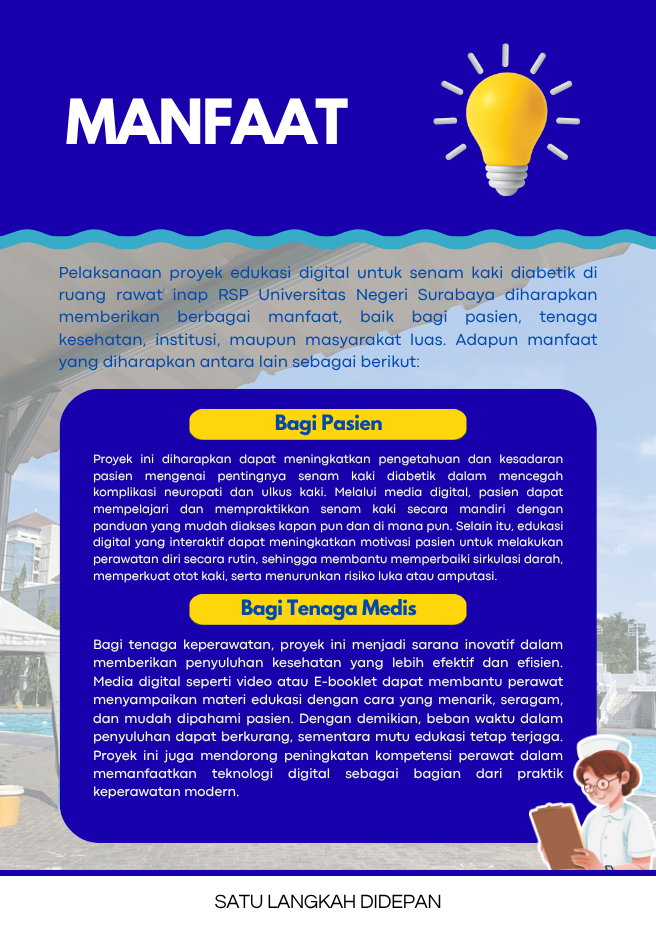 MANFAAT
Pelaksanaan proyek edukasi digital untuk senam kaki diabetik di
ruang rawat inap RSP Universitas Negeri Surabaya diharapkan
memberikan berbagai manfaat, baik bagi pasien, tenaga
kesehatan, institusi, maupun masyarakat luas. Adapun manfaat
yang diharapkan antara lain sebagai berikut:
Bagi Pasien
Proyek ini diharapkan dapat meningkatkan pengetahuan dan kesadaran
pasien mengenai pentingnya senam kaki diabetik dalam mencegah
komplikasi neuropati dan ulkus kaki. Melalui media digital, pasien dapat
mempelajari dan mempraktikkan senam kaki secara mandiri dengan
panduan yang mudah diakses kapan pun dan di mana pun. Selain itu, edukasi
digital yang interaktif dapat meningkatkan motivasi pasien untuk melakukan
perawatan diri secara rutin, sehingga membantu memperbaiki sirkulasi darah,
memperkuat otot kaki, serta menurunkan risiko luka atau amputasi.
Bagi Tenaga Medis
Bagi tenaga keperawatan, proyek ini menjadi sarana inovatif dalam
memberikan penyuluhan kesehatan yang lebih efektif dan efisien.
Media digital seperti video atau E-booklet dapat membantu perawat
menyampaikan materi edukasi dengan cara yang menarik, seragam,
dan mudah dipahami pasien. Dengan demikian, beban waktu dalam
penyuluhan dapat berkurang, sementara mutu edukasi tetap terjaga.
Proyek ini juga mendorong peningkatan kompetensi perawat dalam
memanfaatkan teknologi digital sebagai bagian dari praktik
keperawatan modern.
NESA
SATU LANGKAH DIDEPAN